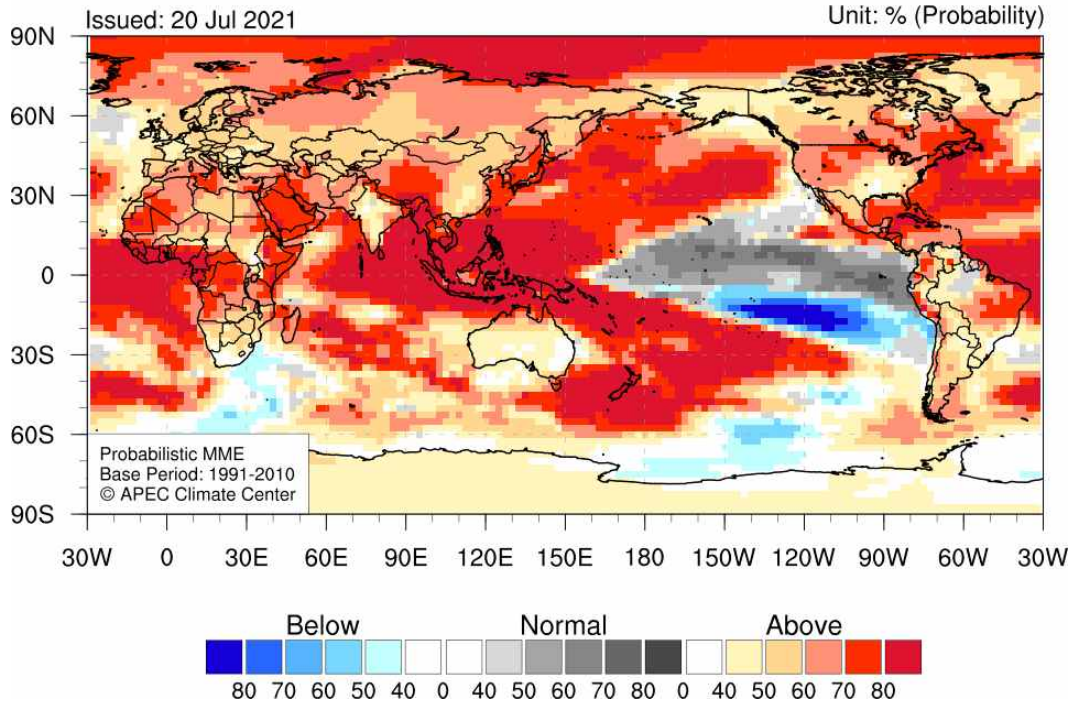 Issued: 20 Jul 2021 Unit: % (Probability)
90N
60N
30N
0
30S
60S
90S
Probabilistic MME
Base Period: 1991-2010
© APEC Climate Center
30W 0 30E 60E 90E 120E 150E 180 150W 120W 90W 60W 30W
Below Normal Above
80 70 60 50 40 0 40 50 60 70 80 0 40 50 60 70 80